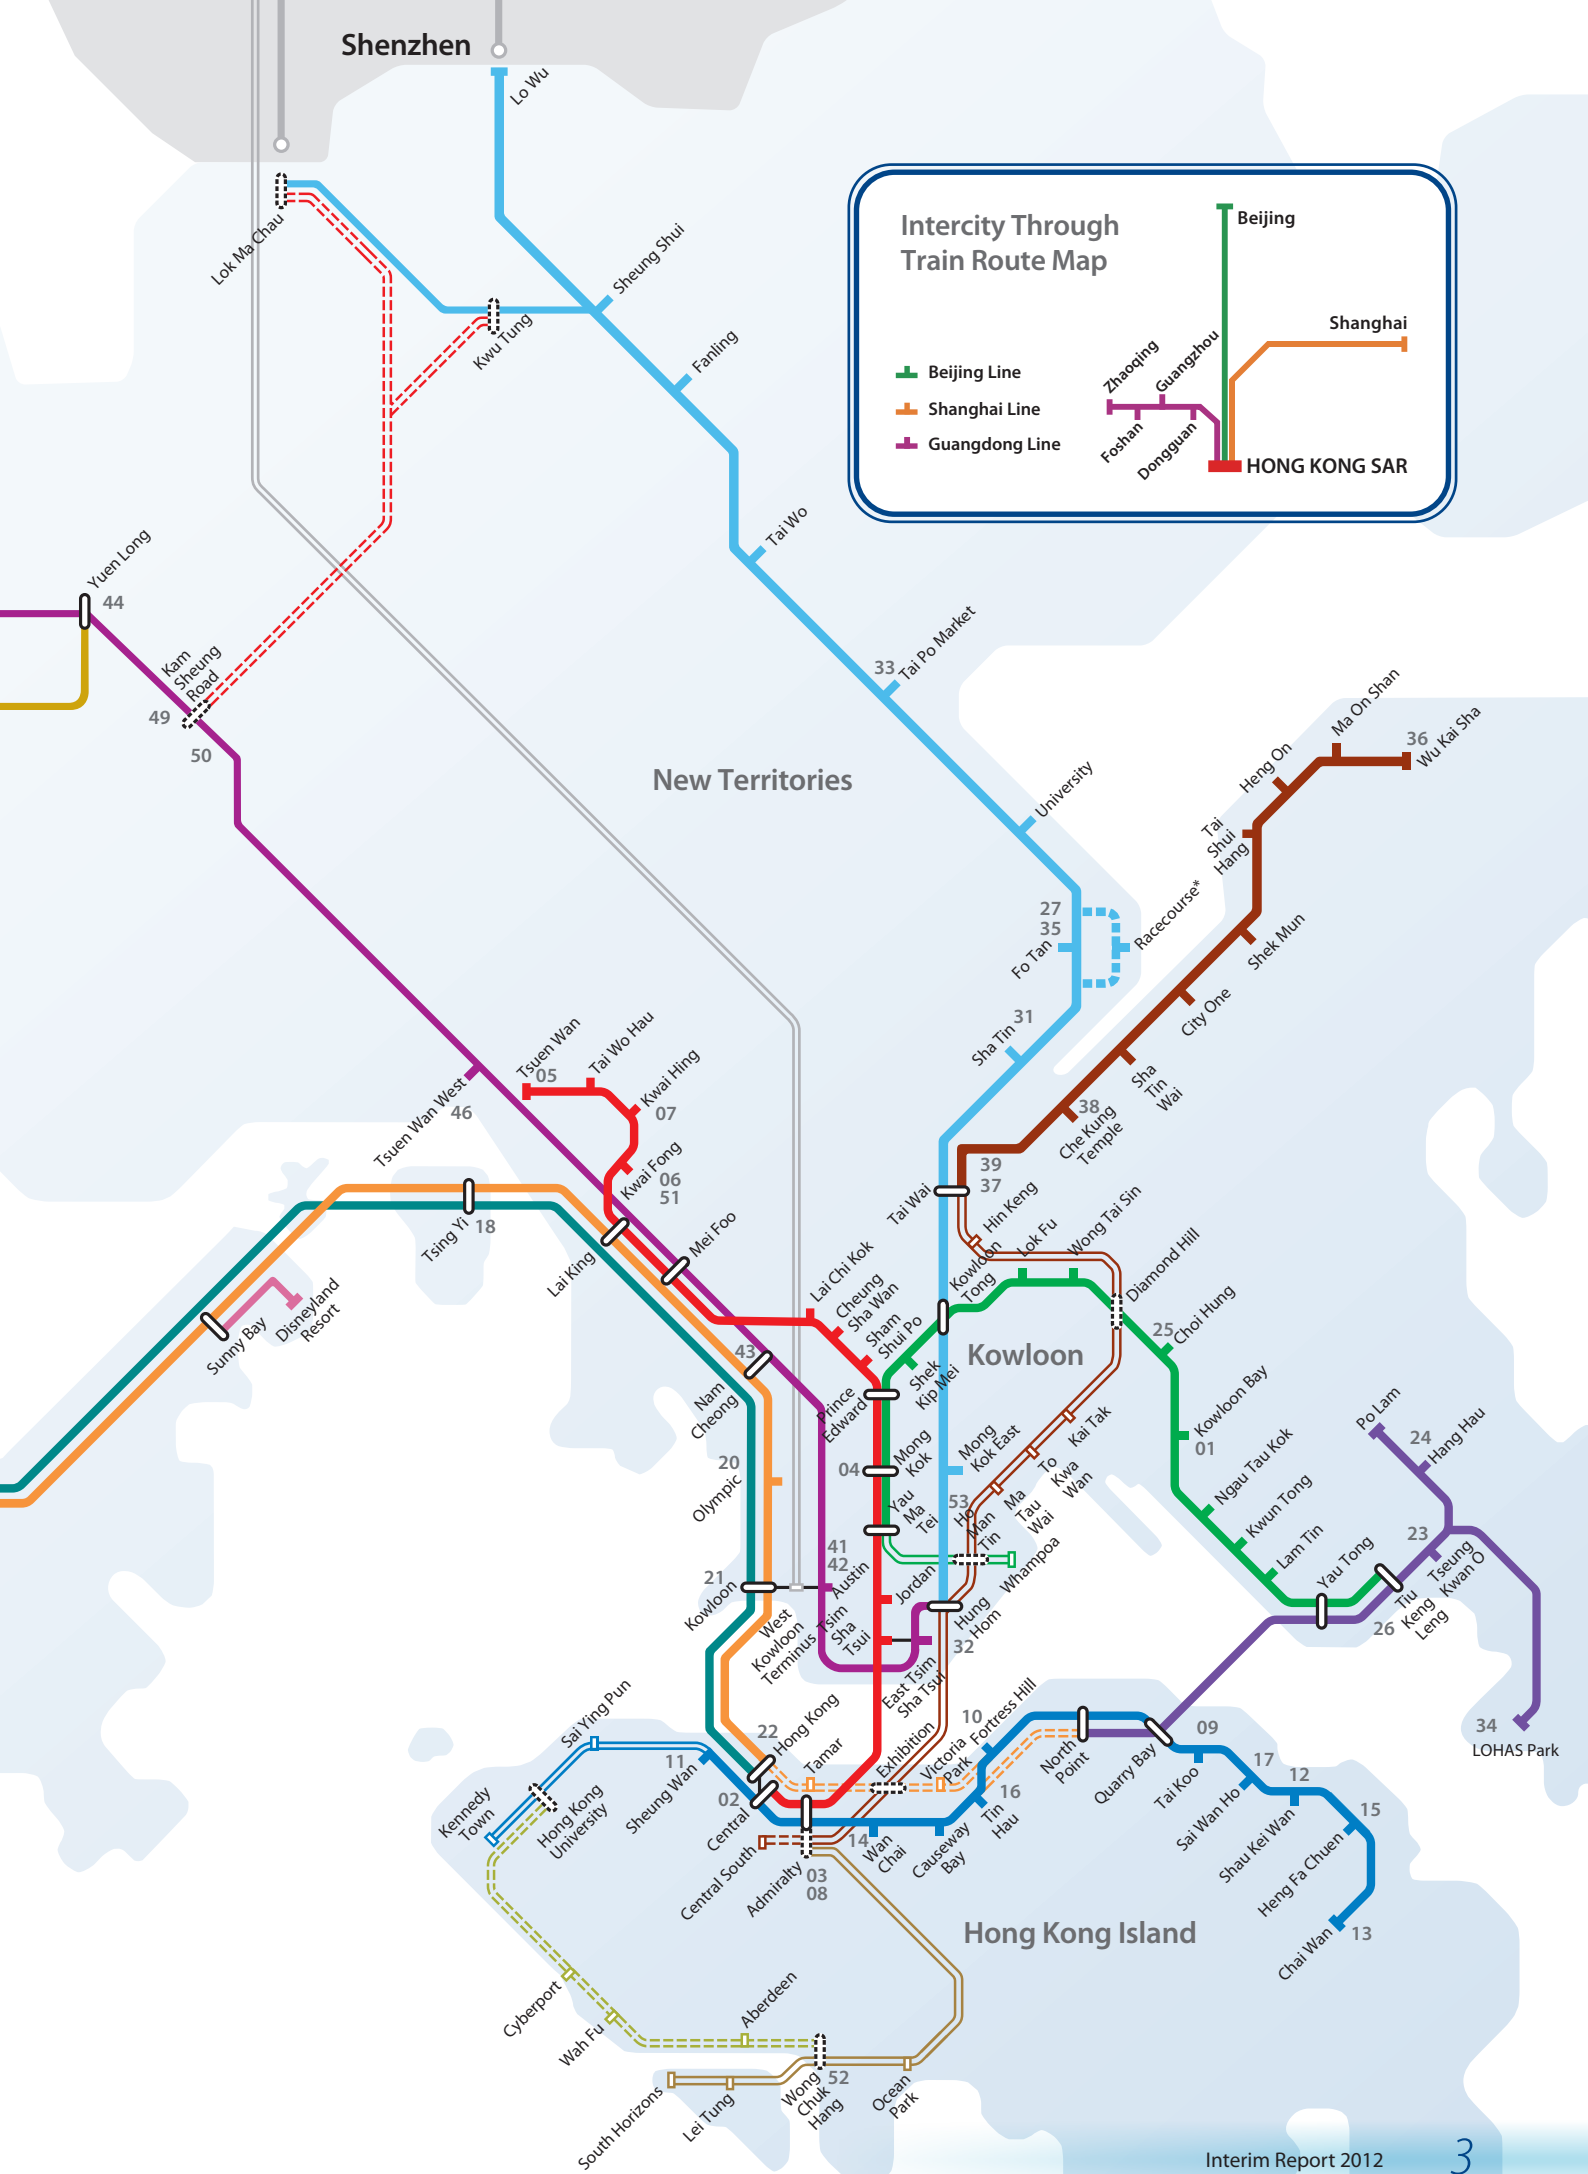 Shenzhen
Lo Wu
Lok Ma Chau
Sheung Shui
Kwu Tung
Fanling
Intercity Through
Train Route Map
Beijing
Shanghai
Zhaoqing
Guangzhou
Beijing Line
Shanghai Line
Guangdong Line
Foshan
Dongguan
HONG KONG SAR
Yuen Long
44
Tai Wo
Kam
Sheung
Road
49
50
Tai Po Market
33
New Territories
University
Ma On Shan
36
Wu Kai Sha
Heng On
Tai
Shui
Hang
27
35
Fo Tan
Racecourse*
Shek Mun
City One
Sha Tin
31
Sha
Tin
Wai
38
Che Kung
Temple
39
37
Tai Wai
Hin Keng
Tsuen Wan
05
Tai Wo Hau
Kwai Hing
07
Tsuen Wan West
46
Kwai Fong
06
51
Tsing Yi
18
Lai King
Mei Foo
Lai Chi Kok
Cheung
Sha Wan
Sham
Shui Po
Kowloon
Tong
Lok Fu
Wong Tai Sin
Diamond Hill
Sunny Bay
Disneyland
Resort
43
Nam
Cheong
Prince
Edward
Shek
Kip Mei
Kowloon
25
Choi Hung
Kowloon Bay
01
Kai Tak
To
Kwa
Wan
Ma
Tau
Wai
Mong
Kok East
Mong
Kok
04
Yau
Ma
Tei
53
Ho
Man
Tin
Whampoa
20
Olympic
41
42
Austin
Jordan
21
Kowloon
West
Kowloon
Terminus
Tsim
Sha
Tsui
Hung
Hom
32
East Tsim
Sha Tsui
Ngau Tau Kok
Kwun Tong
Lam Tin
Yau Tong
Po Lam
24
Hang Hau
23
Tseung
Kwan O
Tiu
Keng
Leng
26
34
LOHAS Park
Sai Ying Pun
22
Hong Kong
Tamar
Exhibition
Victoria
Park
10
Fortress Hill
North
Point
Quarry Bay
09
Tai Koo
17
Sai Wan Ho
12
Shau Kei Wan
15
Heng Fa Chuen
Chai Wan
13
11
Sheung Wan
02
Central
Kennedy
Town
Hong Kong
University
Central South
Admiralty
03
08
14
Wan
Chai
Causeway
Bay
16
Tin
Hau
Hong Kong Island
Cyberport
Wah Fu
Aberdeen
Wong
Chuk
Hang
52
Ocean
Park
South Horizons
Lei Tung
Interim Report 2012
3